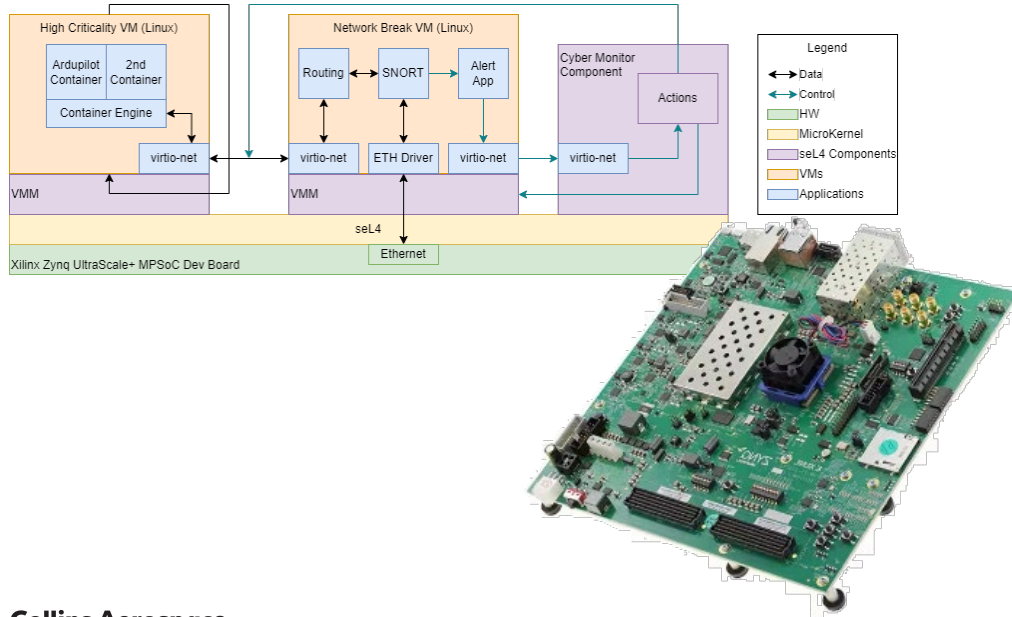 High Criticality VM (Linux)
Ardupilot
Container
2nd
Container
Container Engine
virtio-net
VMM
Network Break VM (Linux)
Routing
SNORT
Alert
App
virtio-net
ETH Driver
virtio-net
VMM
Cyber Monitor
Component
Actions
virtio-net
seL4
Ethernet
Xilinx Zynq UltraScale+ MPSoC Dev Board
Legend
Data
Control
HW
MicroKernel
seL4 Components
VMs
Applications